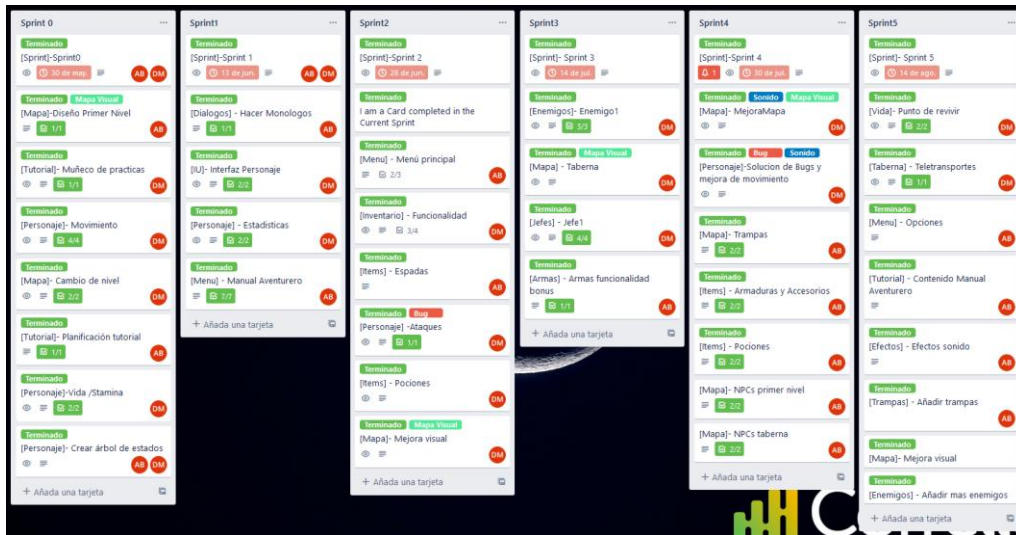 Sprint 0
Terminado
[Sprint]-Sprint0
30 de may.
AB DM
Terminado Mapa Visual
[Mapa]-Diseño Primer Nivel
1/1
AB
Terminado
[Tutorial]- Muñeco de practicas
1/1
DM
Terminado
[Personaje]- Movimiento
4/4
DM
Terminado
[Mapa]- Cambio de nivel
2/2
DM
Terminado
[Tutorial]- Planificación tutorial
1/1
AB
Terminado
[Personaje]-Vida /Stamina
2/2
DM
Terminado
[Personaje]- Crear árbol de estados
AB DM
+ Añada una tarjeta
Sprint1
Terminado
[Sprint]-Sprint 1
13 de jun.
AB DM
Terminado
[Dialogos] - Hacer Monologos
1/1
AB
Terminado
[IU]- Interfaz Personaje
2/2
DM
Terminado
[Personaje] - Estadisticas
2/2
DM
Terminado
[Menu] - Manual Aventurero
7/7
AB
+ Añada una tarjeta
Sprint2
Terminado
[Sprint]-Sprint 2
28 de jun.
Terminado
I am a Card completed in the
Current Sprint
Terminado
[Menu] - Menú principal
2/3
AB
Terminado
[Inventario] - Funcionalidad
3/4
DM
Terminado
[Items] - Espadas
AB
Terminado Bug
[Personaje] -Ataques
1/1
DM
Terminado
[Items] - Pociones
DM
Terminado Mapa Visual
[Mapa]- Mejora visual
DM
+ Añada una tarjeta
Sprint3
Terminado
[Sprint]- Sprint 3
14 de jul.
Terminado
[Enemigos]- Enemigo1
3/3
DM
Terminado Mapa Visual
[Mapa] - Taberna
DM
Terminado
[Jefes] - Jefe1
4/4
DM
Terminado
[Armas] - Armas funcionalidad
bonus
1/1
AB
+ Añada una tarjeta
Sprint4
Terminado
[Sprint]-Sprint 4
1
30 de jul.
Terminado Sonido Mapa Visual
[Mapa]- MejoraMapa
DM
Terminado Bug Sonido
[Personaje]-Solucion de Bugs y
mejora de movimiento
DM
Terminado
[Mapa]- Trampas
2/2
AB
Terminado
[Items] - Armaduras y Accesorios
2/2
AB
Terminado
[Items] - Pociones
2/2
AB
Terminado
[Mapa]- NPCs primer nivel
2/2
AB
Terminado
[Mapa]- NPCs taberna
2/2
AB
+ Añada una tarjeta
Sprint5
Terminado
[Sprint]- Sprint 5
14 de ago.
Terminado
[Vida]- Punto de revivir
2/2
DM
Terminado
[Taberna] - Teletransportes
1/1
DM
Terminado
[Menu] - Opciones
AB
Terminado
[Tutorial] - Contenido Manual
Aventurero
AB
Terminado
[Efectos] - Efectos sonido
AB
Terminado
[Trampas] - Añadir trampas
AB
Terminado
[Mapa]- Mejora visual
Terminado
[Enemigos] - Añadir mas enemigos
+ Añada una tarjeta